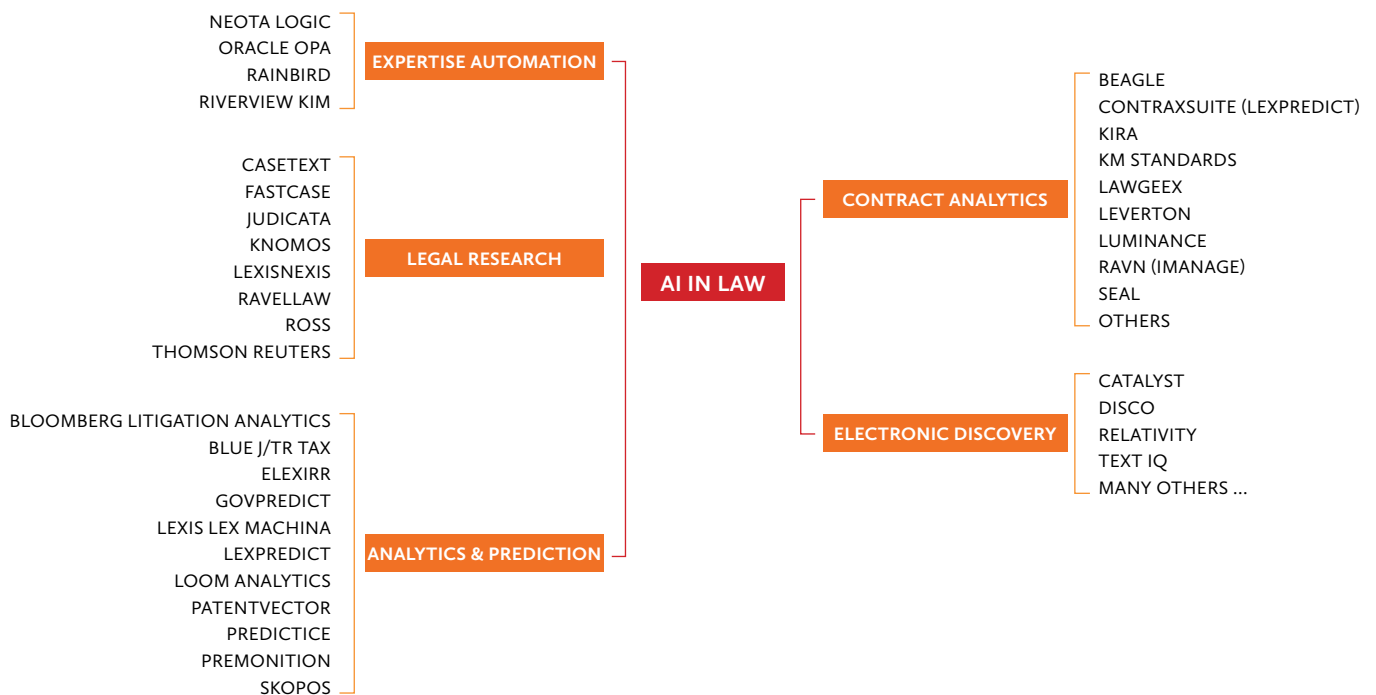 NEOTA LOGIC
ORACLE OPA
RAINBIRD
RIVERVIEW KIM
EXPERTISE AUTOMATION
CASETEXT
FASTCASE
JUDICATA
KNOMOS
LEXISNEXIS
RAVELLAW
ROSS
THOMSON REUTERS
LEGAL RESEARCH
BLOOMBERG LITIGATION ANALYTICS
BLUE J/TR TAX
ELEXIRR
GOVPREDICT
LEXIS LEX MACHINA
LEXPREDICT
LOOM ANALYTICS
PATENTVECTOR
PREDICTICE
PREMONITION
SKOPOS
ANALYTICS & PREDICTION
AI IN LAW
CONTRACT ANALYTICS
BEAGLE
CONTRAXSUITE (LEXPREDICT)
KIRA
KM STANDARDS
LAWGEEX
LEVERTON
LUMINANCE
RAVN (IMANAGE)
SEAL
OTHERS
ELECTRONIC DISCOVERY
CATALYST
DISCO
RELATIVITY
TEXT IQ
MANY OTHERS ...